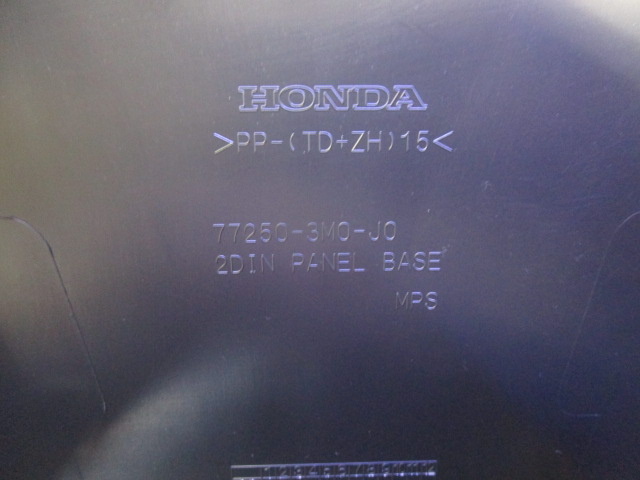 HONDA
>PP-(TD+ZH)15<
77250-3M0-J0
2DIN PANEL BASE
MPS